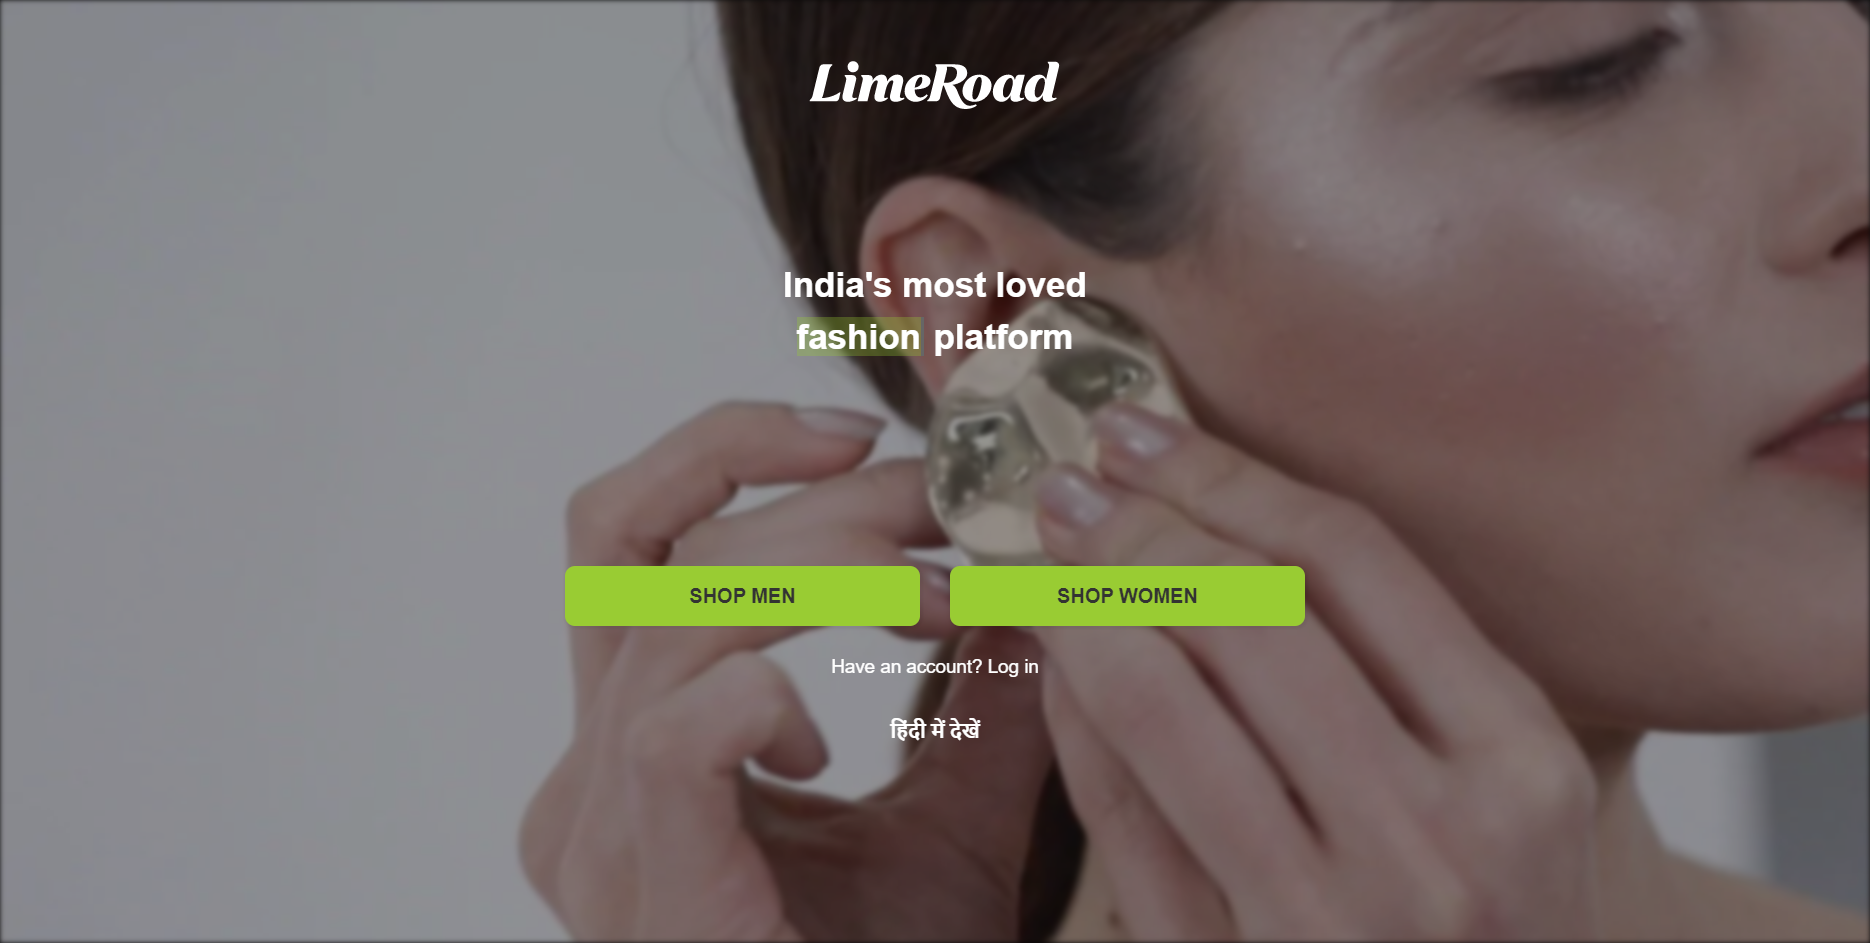 LimeRoad
India's most loved
fashion platform
SHOP MEN
SHOP WOMEN
Have an account? Log in
हिंदी में देखें